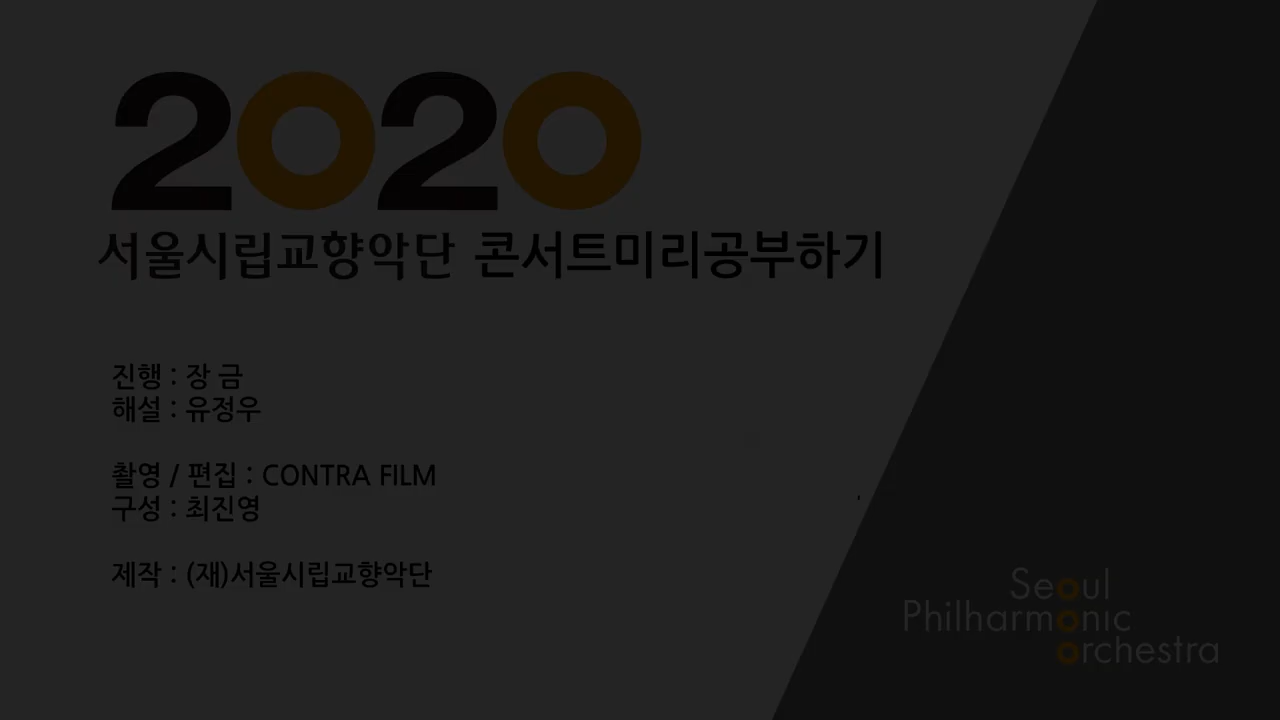 2020
서울시립교향악단 콘서트미리공부하기
진행 : 장 금
해설 : 유정우
촬영 / 편집 : CONTRA FILM
구성 : 최진영
제작 : (재)서울시립교향악단
Seoul
Philharmonic
orchestra